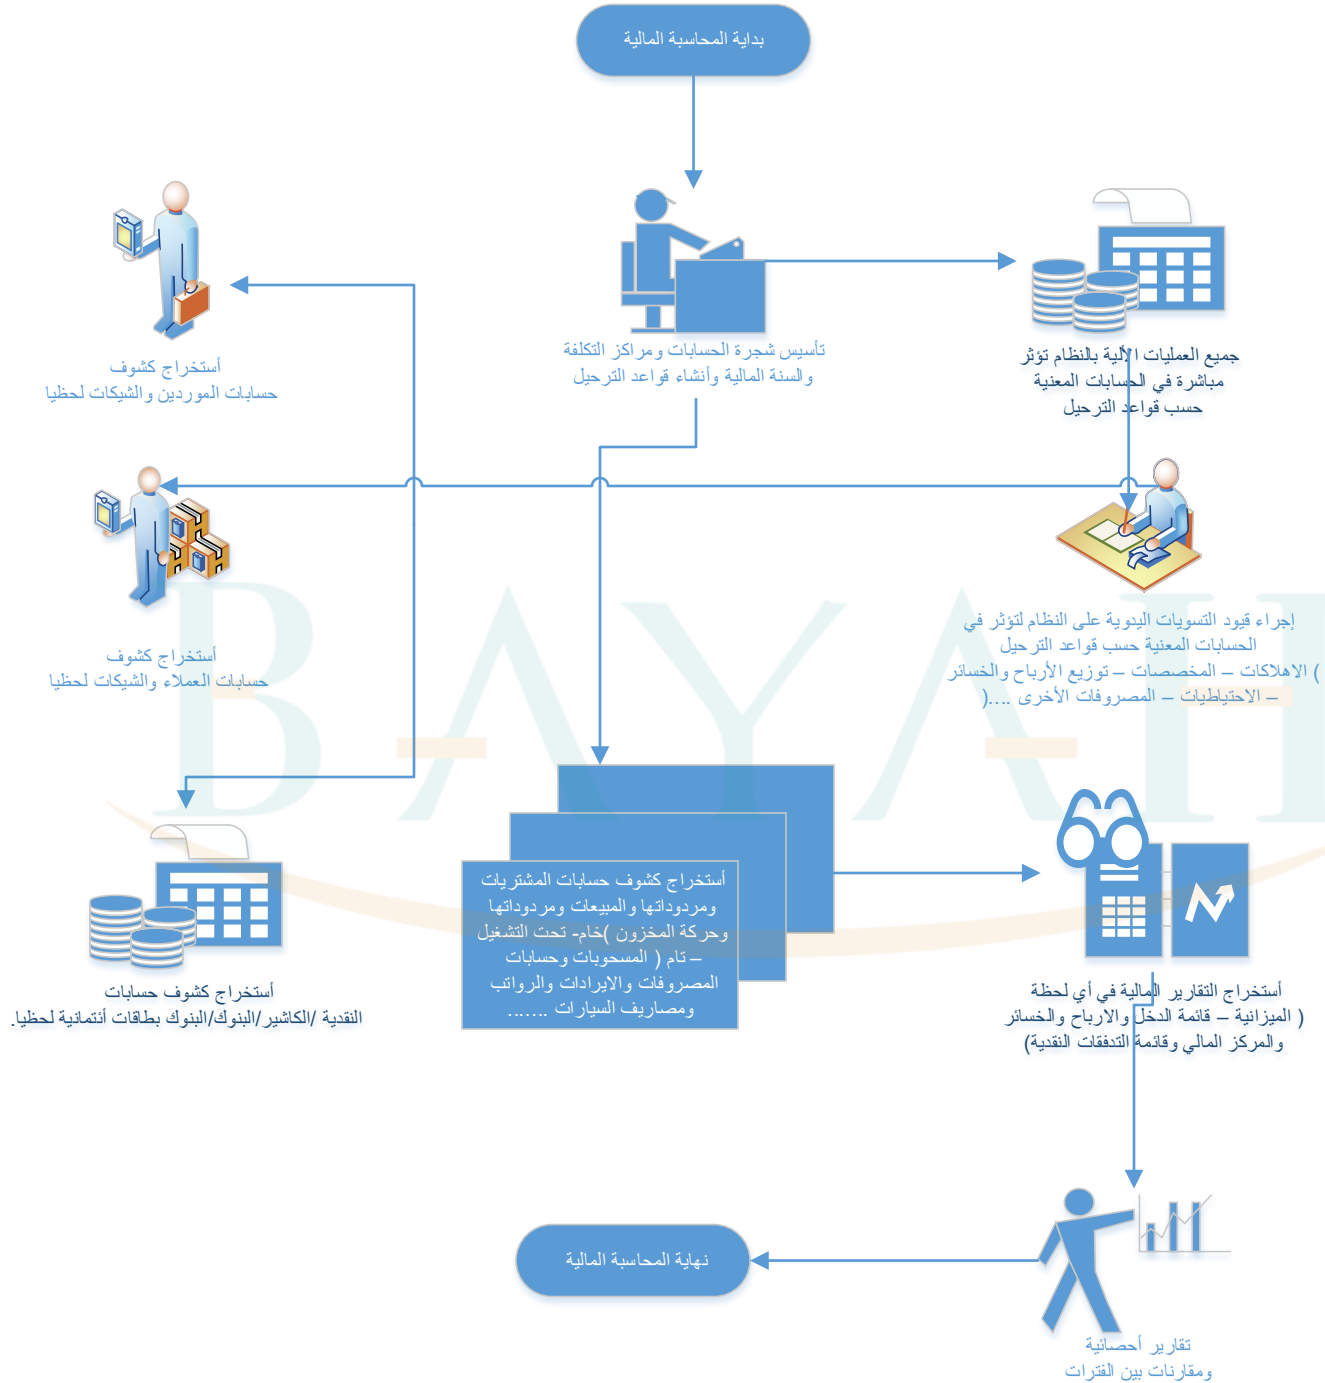 بداية المحاسبة المالية
تأسيس شجرة الحسابات ومراكز التكلفة
والسنة المالية وأنشاء قواعد الترحيل
جميع العمليات الآلية بالنظام تؤثر
مباشرة في الحسابات المعنية
حسب قواعد الترحيل
أستخراج كشوف
حسابات الموردين والشيكات لحظيا
إجراء قيود التسويات اليدوية على النظام لتؤثر في
الحسابات المعنية حسب قواعد الترحيل
) الاهلاكات – المخصصات – توزيع الأرباح والخسائر
– الاحتياطيات – المصروفات الأخرى ....(
أستخراج كشوف
حسابات العملاء والشيكات لحظيا
BAYAH
أستخراج كشوف حسابات المشتريات
ومردوداتها والمبيعات ومردوداتها
وحركة المخزون )خام- تحت التشغيل
– تام ( المسحوبات وحسابات
المصروفات والايرادات والرواتب
ومصاريف السيارات .......
أستخراج التقارير المالية في أي لحظة
( الميزانية – قائمة الدخل والارباح والخسائر
والمركز المالي وقائمة التدفقات النقدية)
أستخراج كشوف حسابات
النقدية /الكاشير/البنوك/البنوك بطاقات أئتمانية لحظيا.
تقارير أحصائية
ومقارنات بين الفترات
نهاية المحاسبة المالية